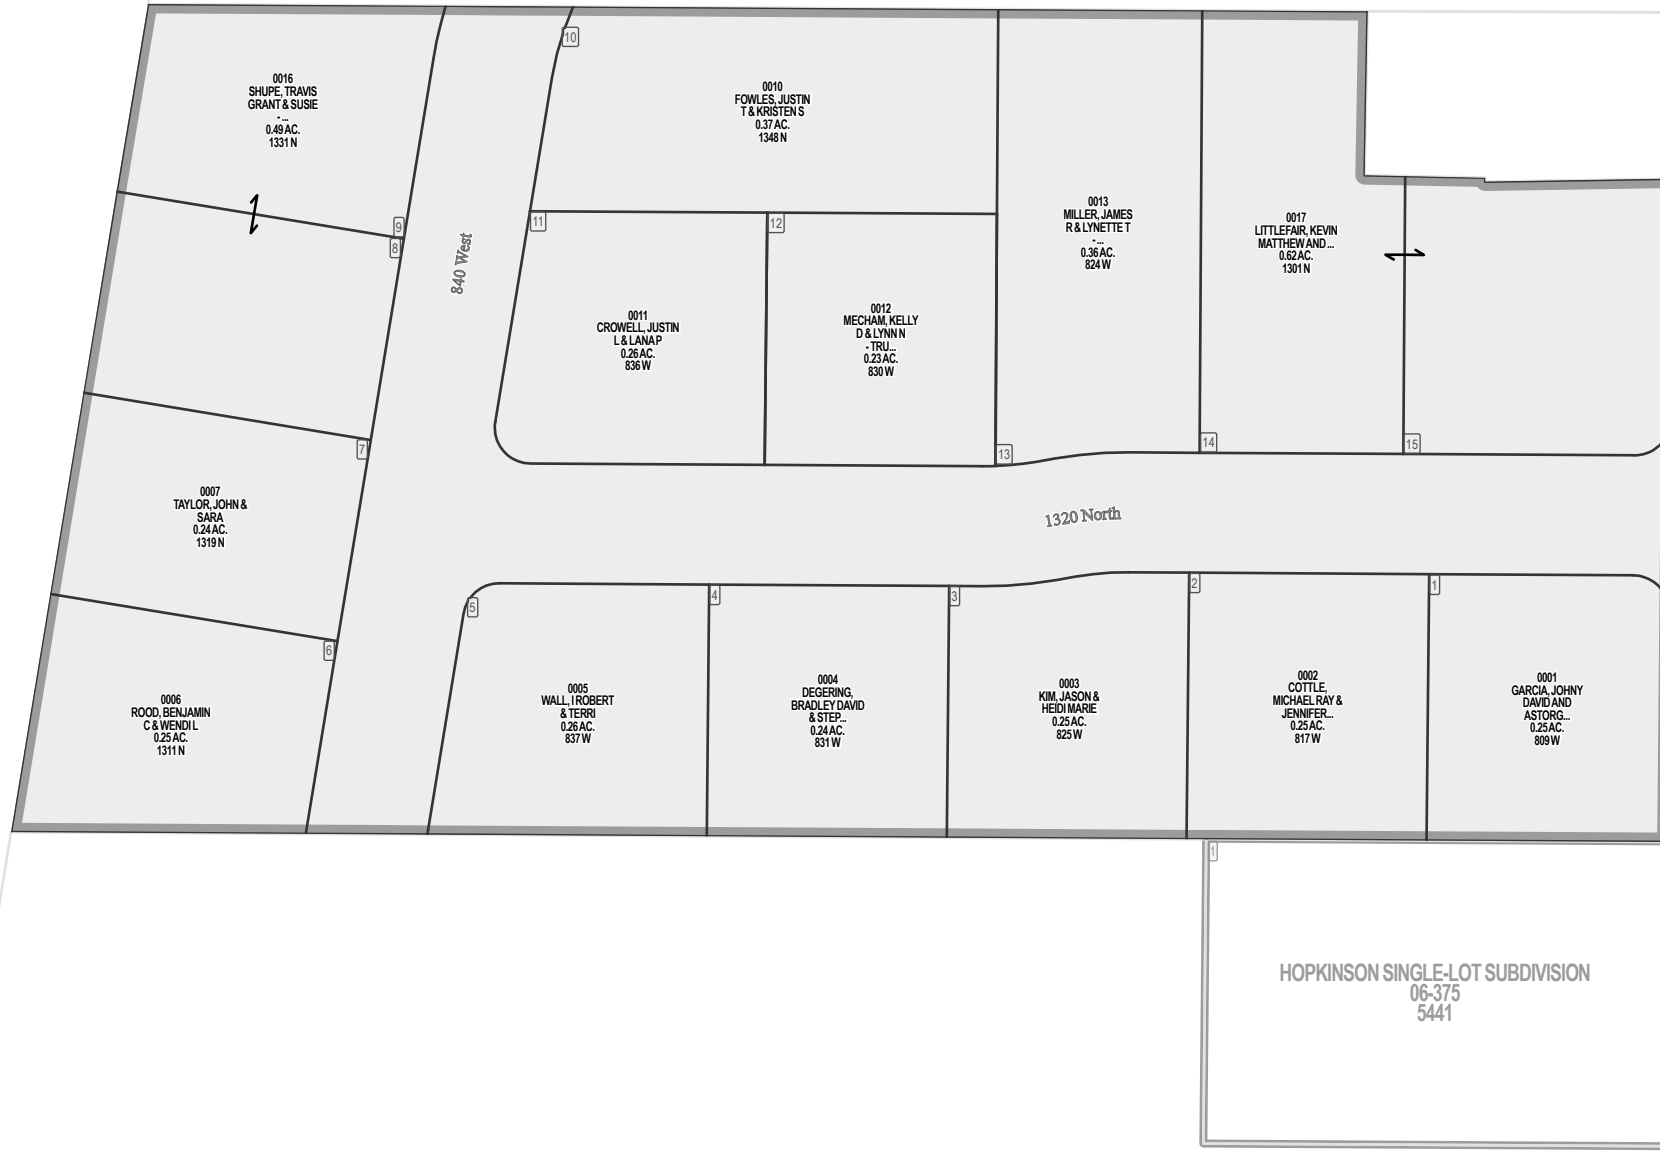 0016
SHUPE, TRAVIS
GRANT & SUSIE
- ...
0.49 AC.
1331 N
9
8
7
0007
TAYLOR, JOHN &
SARA
0.24 AC.
1319 N
6
0006
ROOD, BENJAMIN
C & WENDI L
0.25 AC.
1311 N
840 West
10
0010
FOWLES, JUSTIN
T & KRISTEN S
0.37 AC.
1348 N
11
0011
CROWELL, JUSTIN
L & LANA P
0.26 AC.
836 W
12
0012
MECHAM, KELLY
D & LYNN N
- TRU...
0.23 AC.
830 W
0013
MILLER, JAMES
R & LYNETTE T
- ...
0.36 AC.
824 W
13
0017
LITTLEFAIR, KEVIN
MATTHEW AND ...
0.62 AC.
1301 N
14
15
1320 North
5
0005
WALL, I ROBERT
& TERRI
0.26 AC.
837 W
4
0004
DEGERING,
BRADLEY DAVID
& STEP...
0.24 AC.
831 W
3
0003
KIM, JASON &
HEIDI MARIE
0.25 AC.
825 W
2
0002
COTTLE,
MICHAEL RAY &
JENNIFER...
0.25 AC.
817 W
1
0001
GARCIA, JOHNY
DAVID AND
ASTORG...
0.25 AC.
809 W
1
HOPKINSON SINGLE-LOT SUBDIVISION
06-375
5441